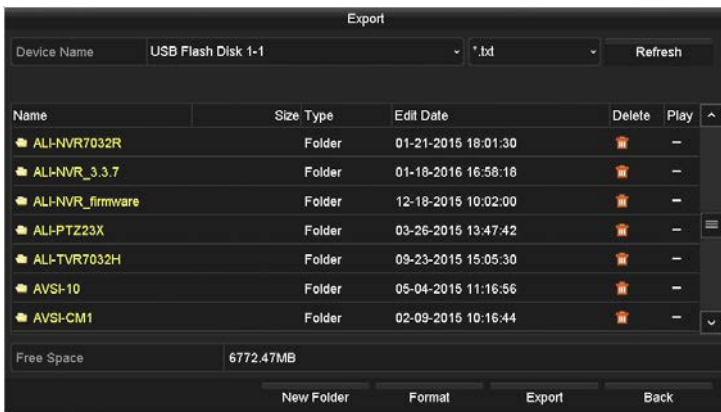 Export
Device Name USB Flash Disk 1-1 *.txt Refresh
Name Size Type Edit Date Delete Play
ALI-NVR7032R Folder 01-21-2015 18:01:30 –
ALI-NVR_3.3.7 Folder 01-18-2016 16:58:18 –
ALI-NVR_firmware Folder 12-18-2015 10:02:00 –
ALI-PTZ23X Folder 03-26-2015 13:47:42 –
ALI-TVR7032H Folder 09-23-2015 15:05:30 –
AVSI-10 Folder 05-04-2015 11:16:56 –
AVSI-CM1 Folder 02-09-2015 10:16:44 –
Free Space 6772.47MB
New Folder Format Export Back